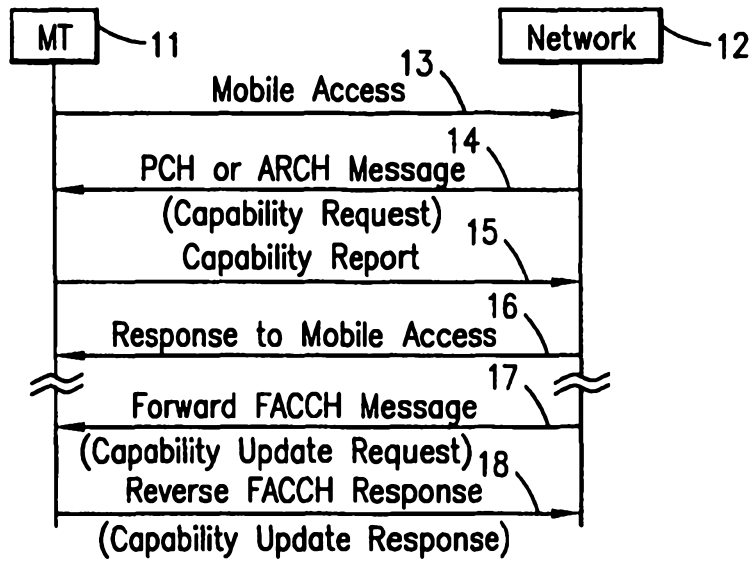 MT 11 Network 12
13
Mobile Access
14
PCH or ARCH Message
(Capability Request)
15
Capability Report
16
Response to Mobile Access
17
Forward FACCH Message
(Capability Update Request) 18
Reverse FACCH Response
(Capability Update Response)